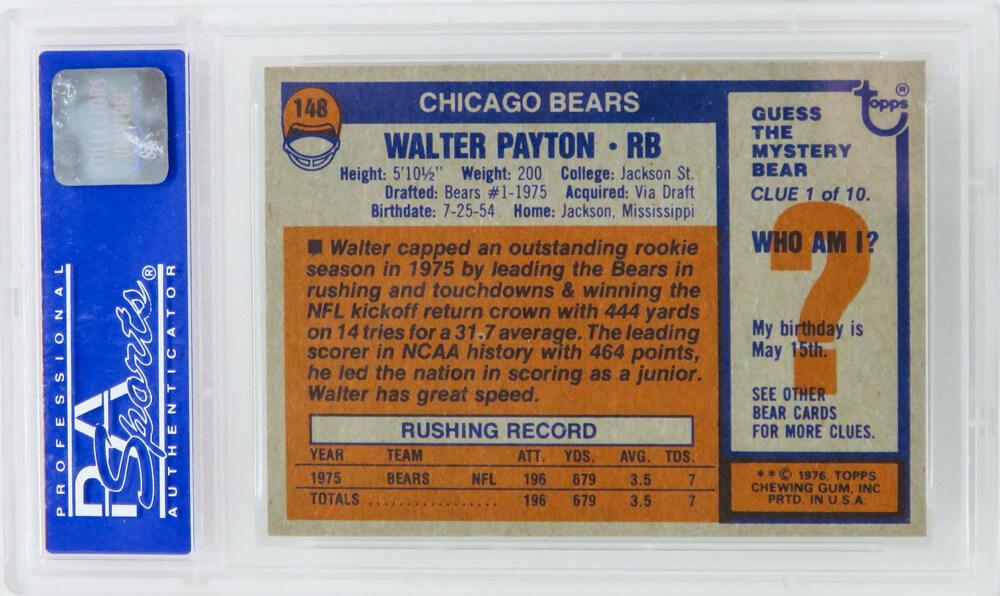 PROFESSIONAL
PSA
Sports®
AUTHENTICATOR
148
CHICAGO BEARS
WALTER PAYTON • RB
Height: 5'10½" Weight: 200 College: Jackson St.
Drafted: Bears #1-1975 Acquired: Via Draft
Birthdate: 7-25-54 Home: Jackson, Mississippi
■ Walter capped an outstanding rookie
season in 1975 by leading the Bears in
rushing and touchdowns & winning the
NFL kickoff return crown with 444 yards
on 14 tries for a 31.7 average. The leading
scorer in NCAA history with 464 points,
he led the nation in scoring as a junior.
Walter has great speed.
RUSHING RECORD
YEAR TEAM ATT. YDS. AVG. TDS.
1975 BEARS NFL 196 679 3.5 7
TOTALS ................ 196 679 3.5 7
topps®
GUESS
THE
MYSTERY
BEAR
CLUE 1 of 10.
?
WHO AM I?
My birthday is
May 15th.
SEE OTHER
BEAR CARDS
FOR MORE CLUES.
**© 1976, TOPPS
CHEWING GUM, INC
PRTD. IN U.S.A.